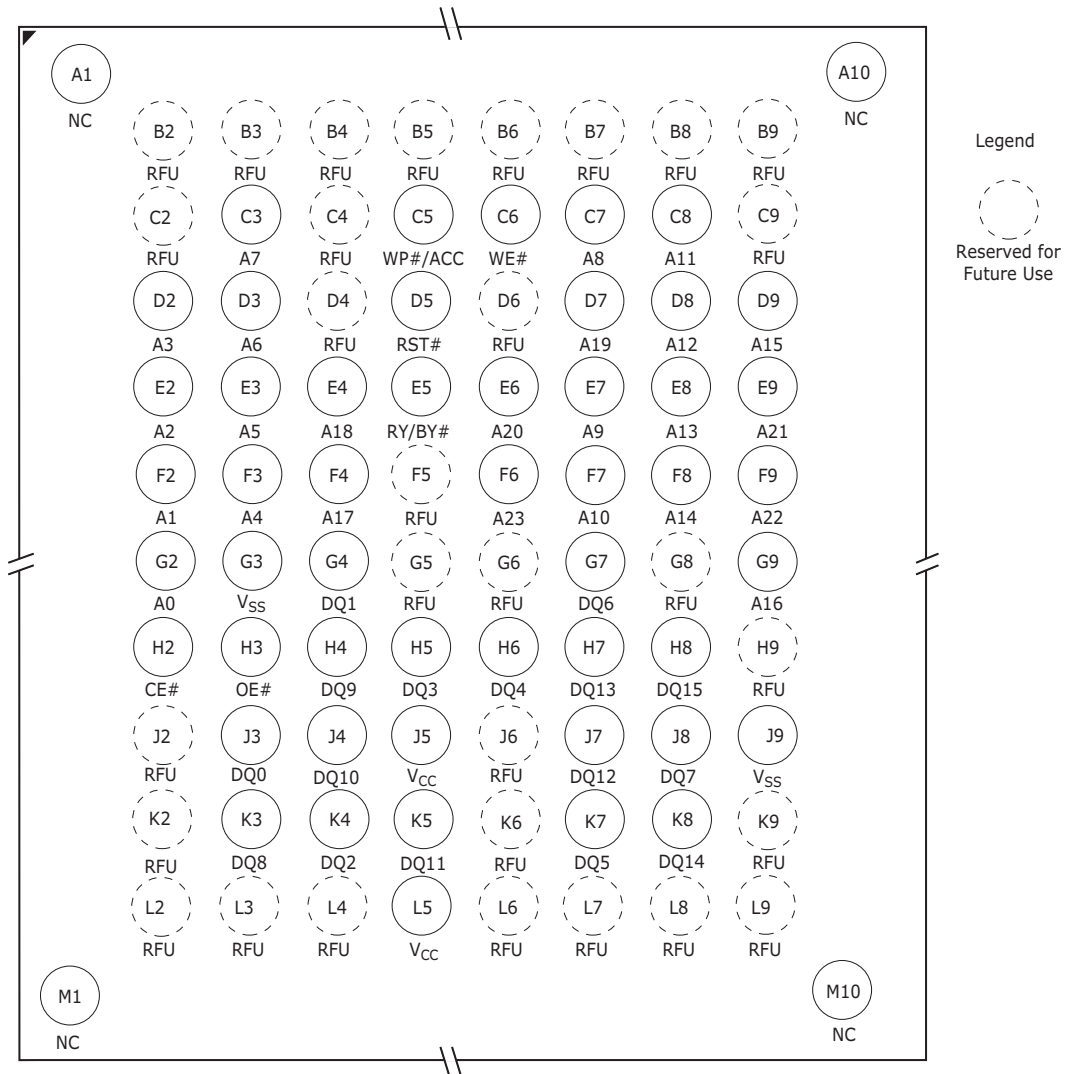 A1 A10
NC NC
B2 B3 B4 B5 B6 B7 B8 B9
RFU RFU RFU RFU RFU RFU RFU RFU
C2 C3 C4 C5 C6 C7 C8 C9
RFU A7 RFU WP#/ACC WE# A8 A11 RFU
D2 D3 D4 D5 D6 D7 D8 D9
A3 A6 RFU RST# RFU A19 A12 A15
E2 E3 E4 E5 E6 E7 E8 E9
A2 A5 A18 RY/BY# A20 A9 A13 A21
F2 F3 F4 F5 F6 F7 F8 F9
A1 A4 A17 RFU A23 A10 A14 A22
G2 G3 G4 G5 G6 G7 G8 G9
A0 VSS DQ1 RFU RFU DQ6 RFU A16
H2 H3 H4 H5 H6 H7 H8 H9
CE# OE# DQ9 DQ3 DQ4 DQ13 DQ15 RFU
J2 J3 J4 J5 J6 J7 J8 J9
RFU DQ0 DQ10 VCC RFU DQ12 DQ7 VSS
K2 K3 K4 K5 K6 K7 K8 K9
RFU DQ8 DQ2 DQ11 RFU DQ5 DQ14 RFU
L2 L3 L4 L5 L6 L7 L8 L9
RFU RFU RFU VCC RFU RFU RFU RFU
M1 M10
NC NC
Legend
Reserved for
Future Use